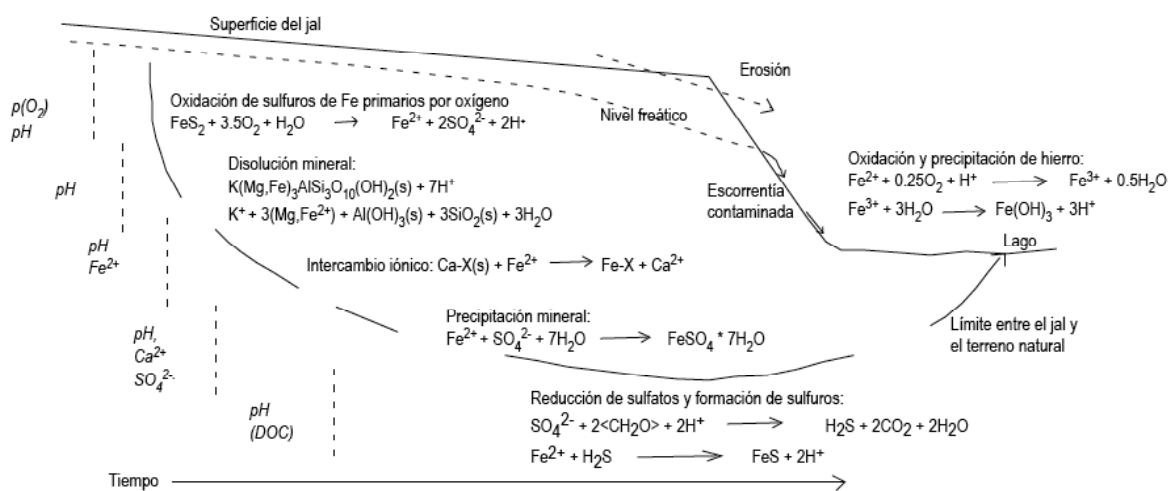 Superficie del jal
Erosión
p(O₂)
pH
Oxidación de sulfuros de Fe primarios por oxígeno
FeS₂ + 3.5O₂ + H₂O → Fe²⁺ + 2SO₄²⁻ + 2H⁺
Nivel freático
Disolución mineral:
K(Mg,Fe)₃AlSi₃O₁₀(OH)₂(s) + 7H⁺
K⁺ + 3(Mg,Fe²⁺) + Al(OH)₃(s) + 3SiO₂(s) + 3H₂O
pH
Escorrentía
contaminada
Oxidación y precipitación de hierro:
Fe²⁺ + 0.25O₂ + H⁺ → Fe³⁺ + 0.5H₂O
Fe³⁺ + 3H₂O → Fe(OH)₃ + 3H⁺
Lago
pH
Fe²⁺
Intercambio iónico: Ca-X(s) + Fe²⁺ → Fe-X + Ca²⁺
Precipitación mineral:
Fe²⁺ + SO₄²⁻ + 7H₂O → FeSO₄ * 7H₂O
Límite entre el jal y
el terreno natural
pH,
Ca²⁺
SO₄²⁻.
Reducción de sulfatos y formación de sulfuros:
SO₄²⁻ + 2<CH₂O> + 2H⁺ → H₂S + 2CO₂ + 2H₂O
Fe²⁺ + H₂S → FeS + 2H⁺
pH
(DOC)
Tiempo